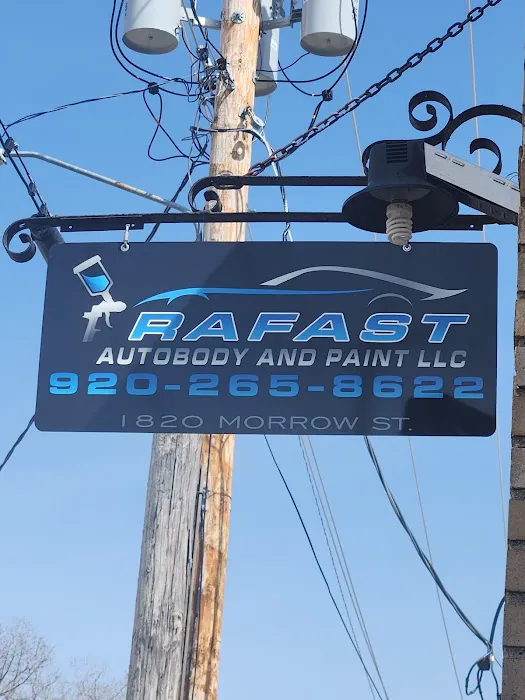 RAFAST
AUTOBODY AND PAINT LLC
920-265-8622
1820 MORROW ST.